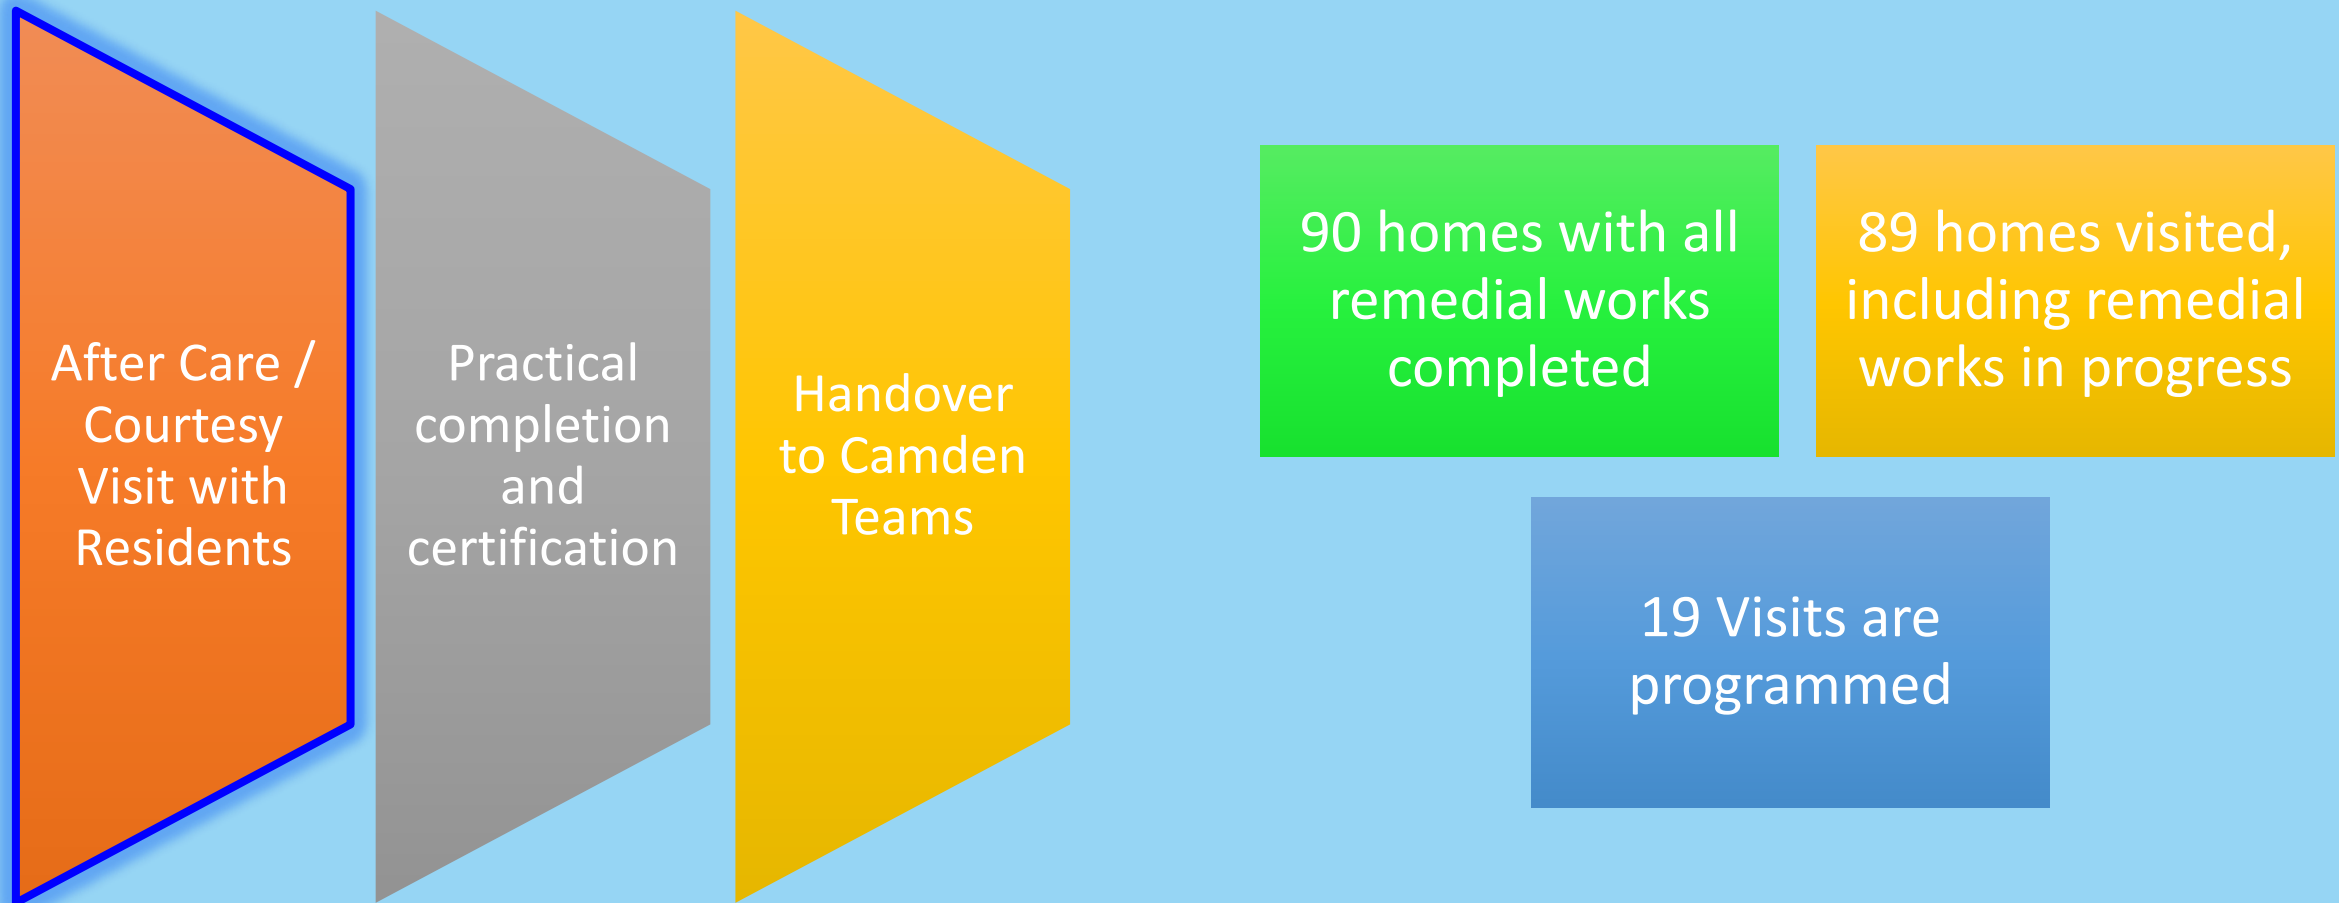 After Care /
Courtesy
Visit with
Residents
Practical
completion
and
certification
Handover
to Camden
Teams
90 homes with all
remedial works
completed
89 homes visited,
including remedial
works in progress
19 Visits are
programmed